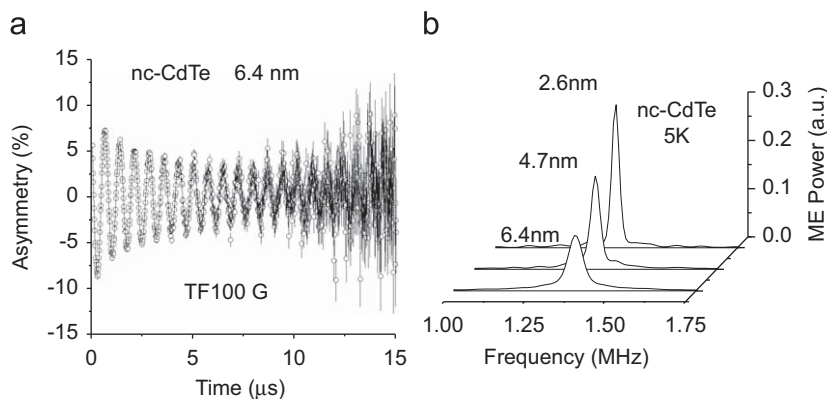 a
15
10
5
0
-5
-10
-15
Asymmetry (%)
nc-CdTe 6.4 nm
TF100 G
0 5 10 15
Time (μs)
b
2.6nm
4.7nm
6.4nm
nc-CdTe
5K
0.3
0.2
0.1
0.0
ME Power (a.u.)
1.00 1.25 1.50 1.75
Frequency (MHz)